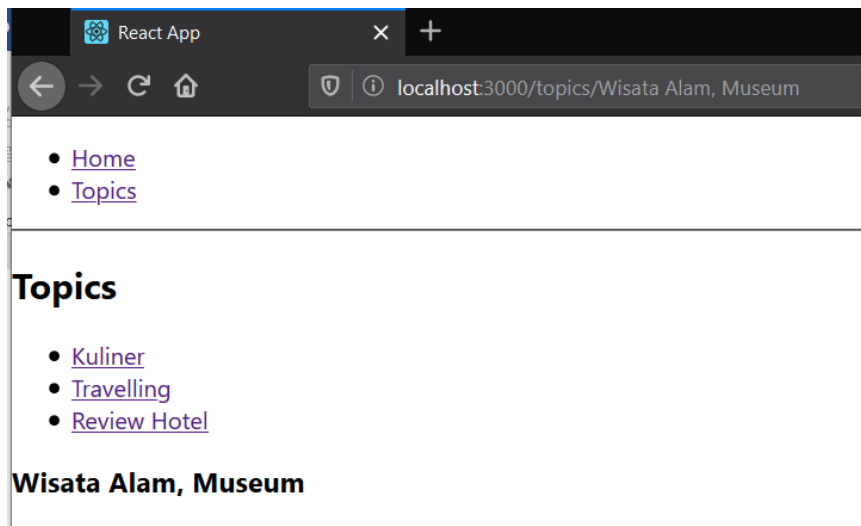 React App
localhost:3000/topics/Wisata Alam, Museum
Home
Topics
Topics
Kuliner
Travelling
Review Hotel
Wisata Alam, Museum